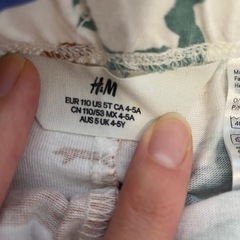 H&M
EUR 110 US 5T CA 4-5A
CN 110/53 MX 4-5A
AUS 5 UK 4-5Y